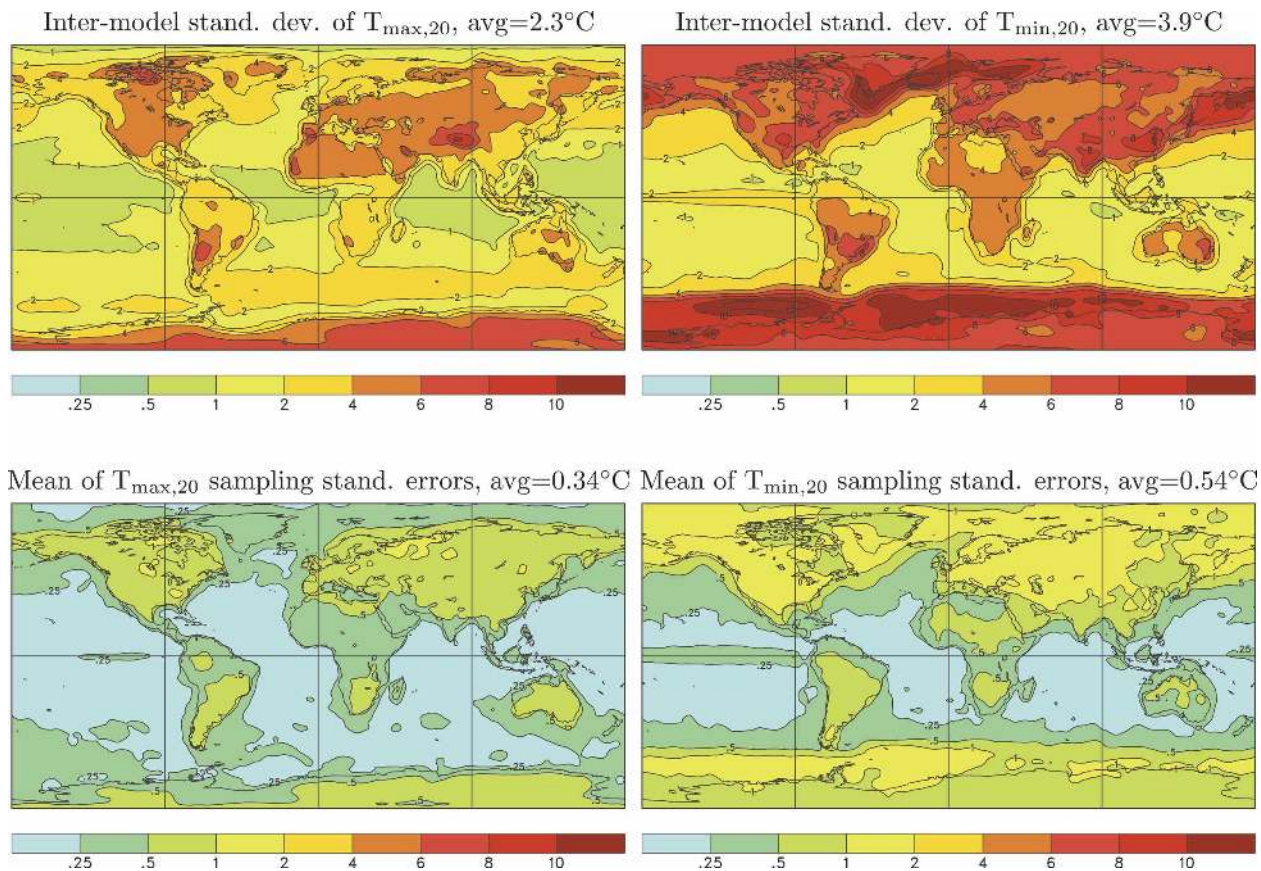 Inter-model stand. dev. of Tmax,20, avg=2.3°C
Inter-model stand. dev. of Tmin,20, avg=3.9°C
.25 .5 1 2 4 6 8 10
.25 .5 1 2 4 6 8 10
Mean of Tmax,20 sampling stand. errors, avg=0.34°C
Mean of Tmin,20 sampling stand. errors, avg=0.54°C
.25 .5 1 2 4 6 8 10
.25 .5 1 2 4 6 8 10